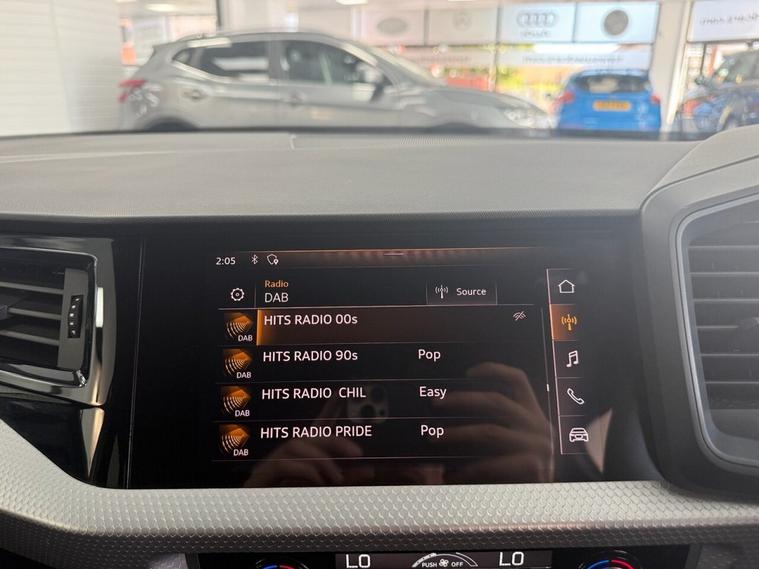 2:05
Radio
DAB
Source
HITS RADIO 00s
DAB
HITS RADIO 90s Pop
DAB
HITS RADIO CHIL Easy
DAB
HITS RADIO PRIDE Pop
DAB
LO PUSH OFF LO